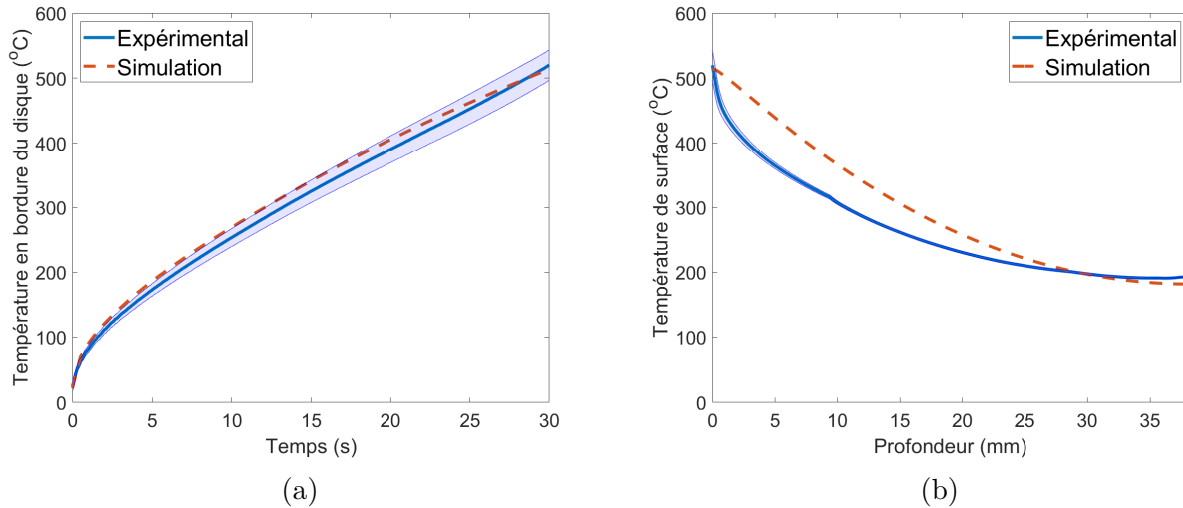 Expérimental
Simulation
Température en bordure du disque (°C)
600
500
400
300
200
100
0
0 5 10 15 20 25 30
Temps (s)
(a)
Expérimental
Simulation
Température de surface (°C)
600
500
400
300
200
100
0
0 5 10 15 20 25 30 35
Profondeur (mm)
(b)